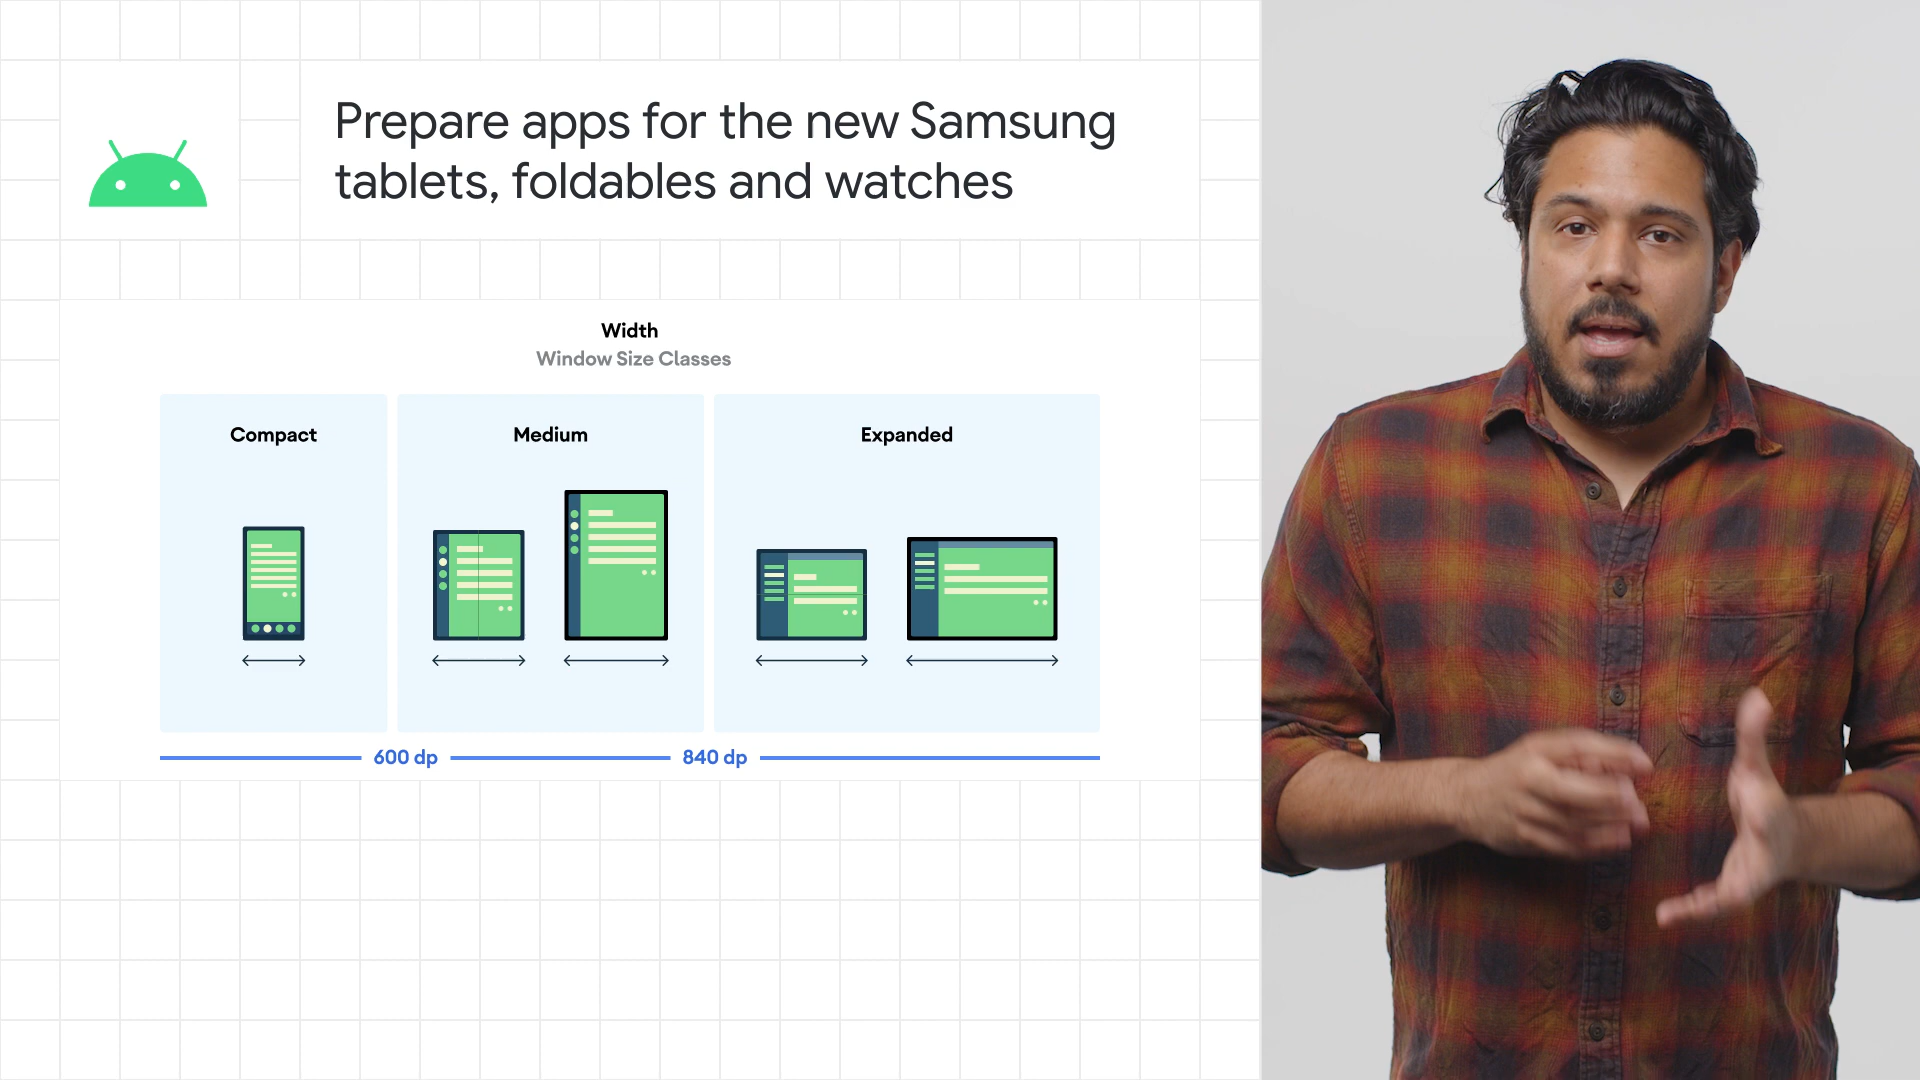 Prepare apps for the new Samsung
tablets, foldables and watches
Width
Window Size Classes
Compact
Medium
Expanded
600 dp
840 dp